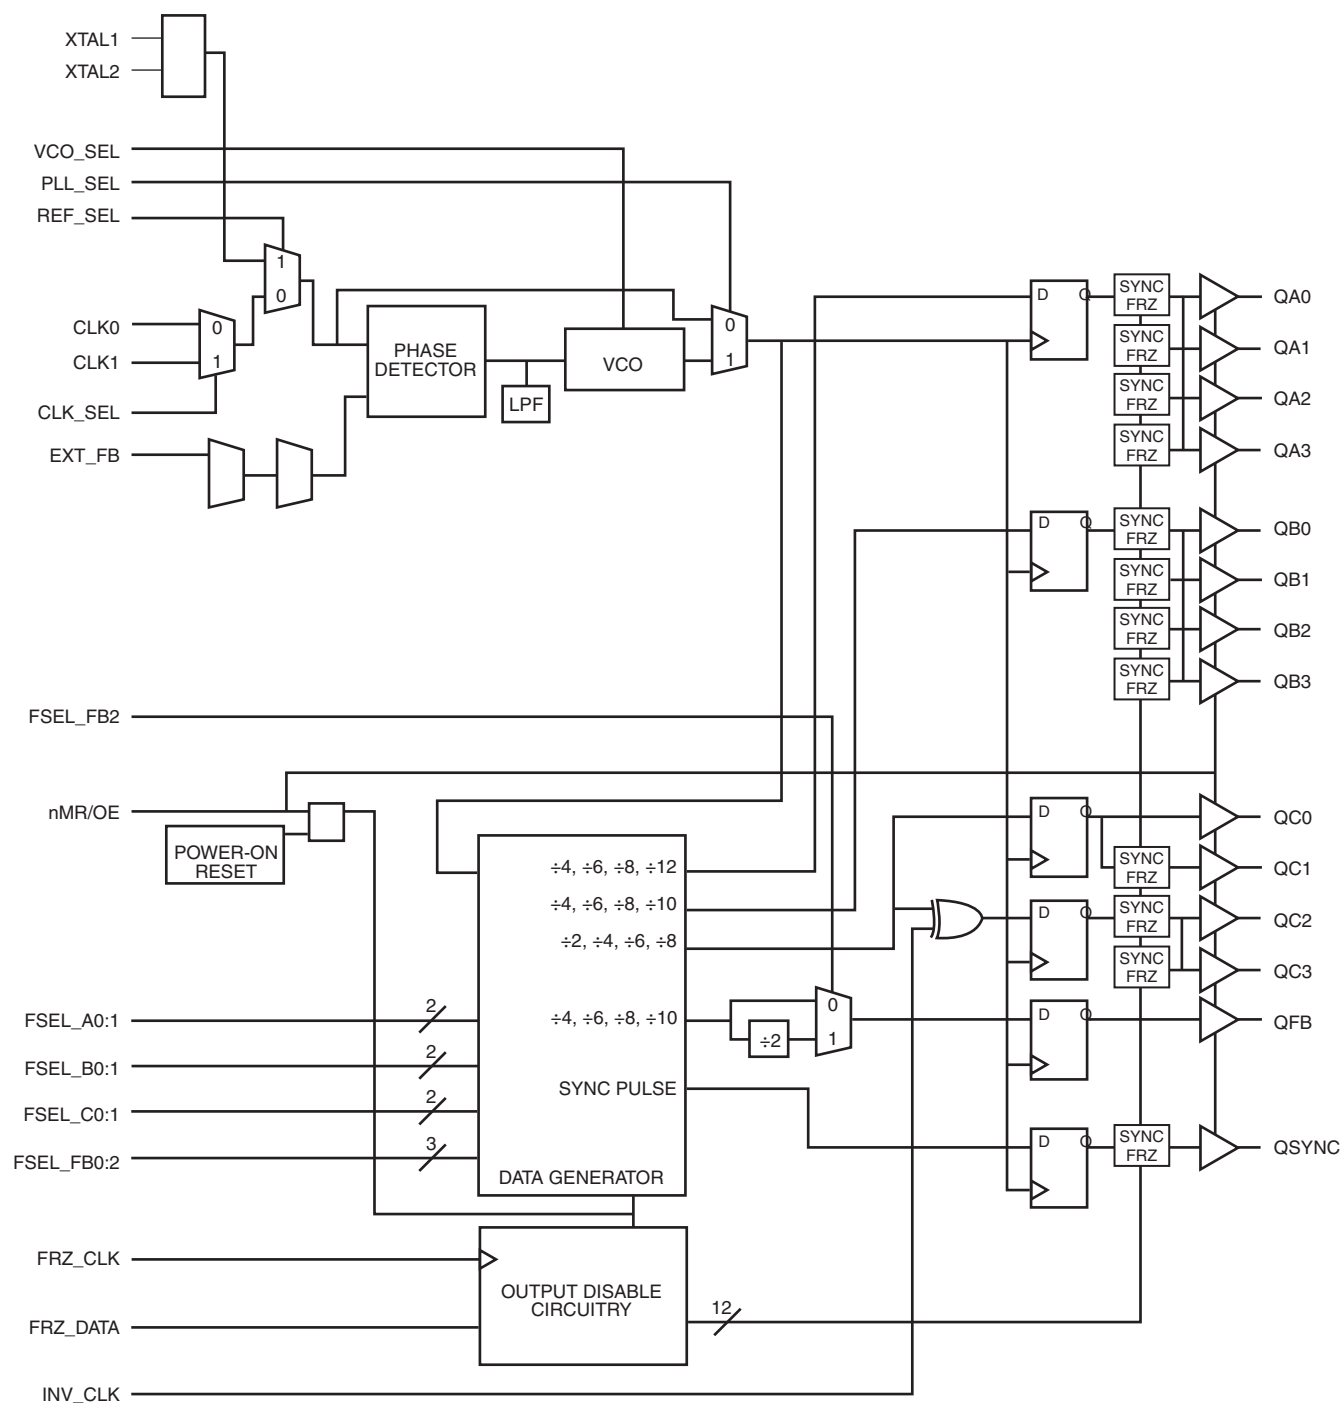 XTAL1
XTAL2
VCO_SEL
PLL_SEL
REF_SEL
1
0
CLK0
CLK1
0
1
CLK_SEL
EXT_FB
PHASE
DETECTOR
LPF
VCO
0
1
D Q
SYNC
FRZ
QA0
SYNC
FRZ
QA1
SYNC
FRZ
QA2
SYNC
FRZ
QA3
D Q
SYNC
FRZ
QB0
SYNC
FRZ
QB1
SYNC
FRZ
QB2
SYNC
FRZ
QB3
FSEL_FB2
nMR/OE
POWER-ON
RESET
÷4, ÷6, ÷8, ÷12
÷4, ÷6, ÷8, ÷10
÷2, ÷4, ÷6, ÷8
÷4, ÷6, ÷8, ÷10
SYNC PULSE
DATA GENERATOR
FSEL_A0:1
2
FSEL_B0:1
2
FSEL_C0:1
2
FSEL_FB0:2
3
÷2
0
1
D Q
QC0
SYNC
FRZ
QC1
D Q
SYNC
FRZ
QC2
SYNC
FRZ
QC3
D Q
QFB
D Q
SYNC
FRZ
QSYNC
FRZ_CLK
FRZ_DATA
OUTPUT DISABLE
CIRCUITRY
12
INV_CLK